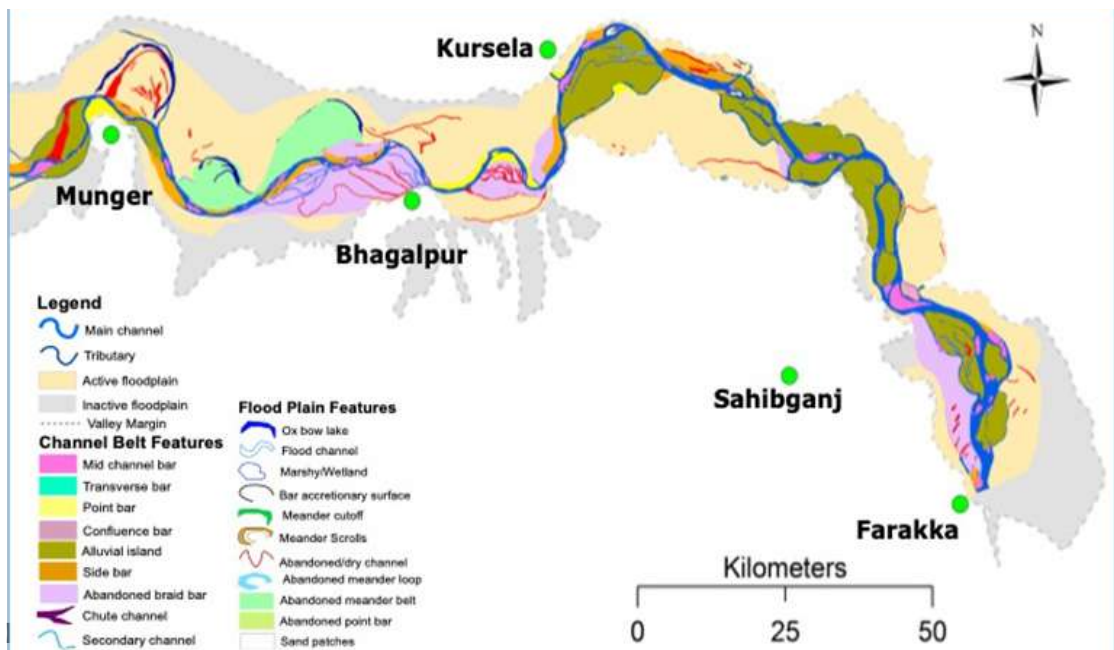 N
Kursela
Munger
Bhagalpur
Sahibganj
Farakka
Legend
Main channel
Tributary
Active floodplain
Inactive floodplain
Valley Margin
Channel Belt Features
Mid channel bar
Transverse bar
Point bar
Confluence bar
Alluvial island
Side bar
Abandoned braid bar
Chute channel
Secondary channel
Flood Plain Features
Ox bow lake
Flood channel
Marshy/Wetland
Bar accretionary surface
Meander cutoff
Meander Scrolls
Abandoned/dry channel
Abandoned meander loop
Abandoned meander belt
Abandoned point bar
Sand patches
Kilometers
0 25 50